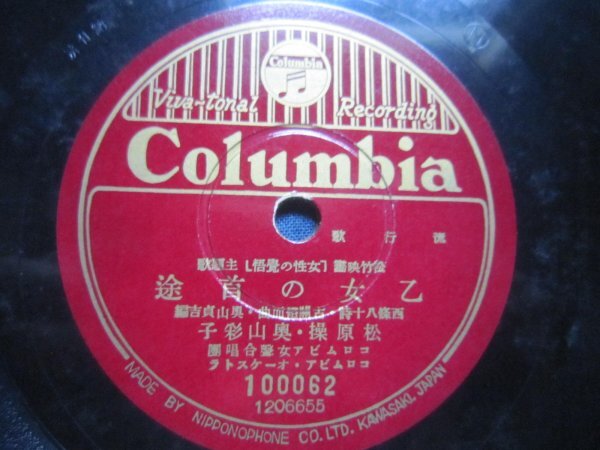 Columbia
Viva-tonal Recording
Columbia
流行歌
松竹映畫「女性の覺悟」主題歌
乙女の首途
西條八十詩・古關裕而曲・奥山貞吉編
松原操・奥山彩子
コロムビア女聲合唱團
コロムビア・オーケストラ
100062
1206655
MADE BY NIPPONOPHONE CO. LTD. KAWASAKI, JAPAN